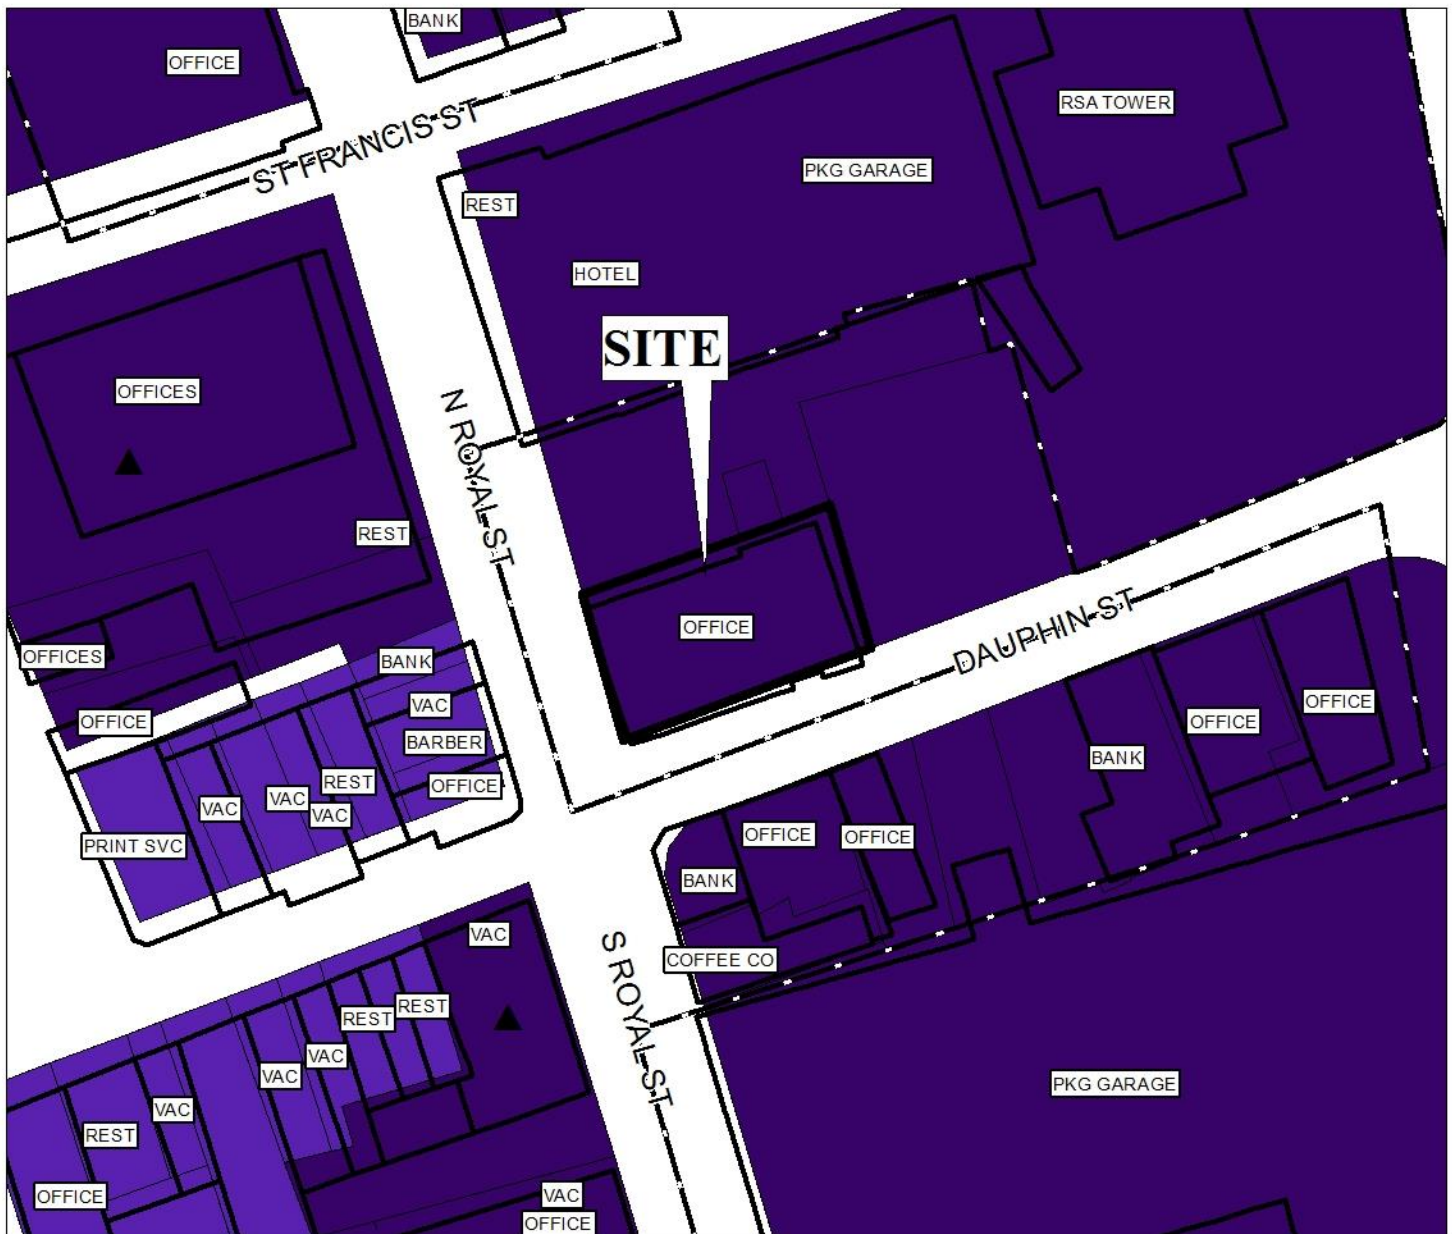 BANK
OFFICE
RSA TOWER
ST FRANCIS ST
PKG GARAGE
REST
HOTEL
SITE
OFFICES
N ROYAL ST
REST
OFFICE
DAUPHIN ST
OFFICES
BANK
OFFICE
VAC
OFFICE
OFFICE
BARBER
BANK
REST
OFFICE
VAC
VAC
VAC
OFFICE
OFFICE
PRINT SVC
BANK
VAC
COFFEE CO
S ROYAL ST
REST
REST
VAC
VAC
PKG GARAGE
VAC
REST
OFFICE
VAC
OFFICE